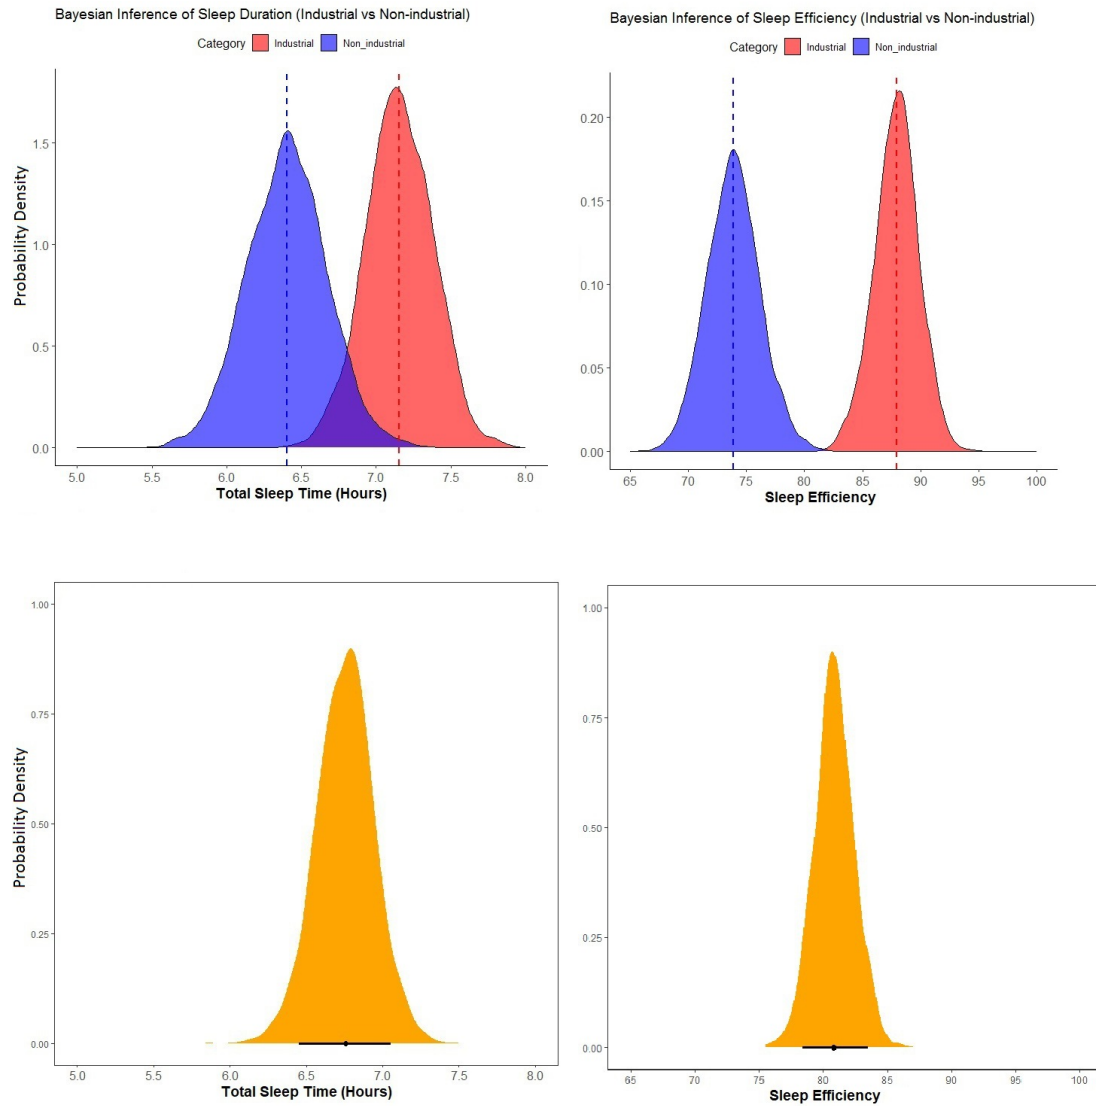 Bayesian Inference of Sleep Duration (Industrial vs Non-industrial)
Category Industrial Non_industrial
Probability Density
1.5
1.0
0.5
0.0
5.0 5.5 6.0 6.5 7.0 7.5 8.0
Total Sleep Time (Hours)
Bayesian Inference of Sleep Efficiency (Industrial vs Non-industrial)
Category Industrial Non_industrial
0.20
0.15
0.10
0.05
0.00
65 70 75 80 85 90 95 100
Sleep Efficiency
Probability Density
1.00
0.75
0.50
0.25
0.00
5.0 5.5 6.0 6.5 7.0 7.5 8.0
Total Sleep Time (Hours)
1.00
0.75
0.50
0.25
0.00
65 70 75 80 85 90 95 100
Sleep Efficiency